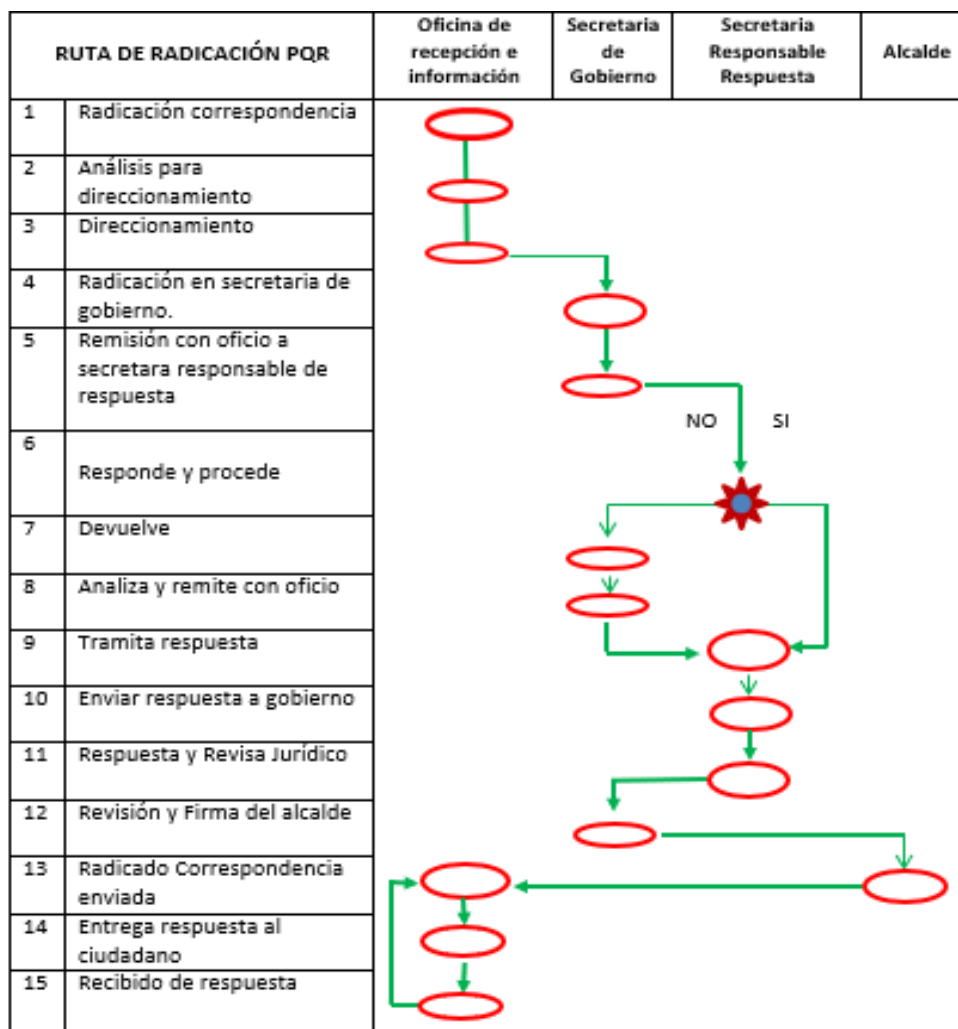 RUTA DE RADICACIÓN PQR
Oficina de
recepción e
información
Secretaria
de
Gobierno
Secretaria
Responsable
Respuesta
Alcalde
1 Radicación correspondencia
2 Análisis para
direccionamiento
3 Direccionamiento
4 Radicación en secretaria de
gobierno.
5 Remisión con oficio a
secretara responsable de
respuesta
NO SI
6
Responde y procede
7 Devuelve
8 Analiza y remite con oficio
9 Tramita respuesta
10 Enviar respuesta a gobierno
11 Respuesta y Revisa Jurídico
12 Revisión y Firma del alcalde
13 Radicado Correspondencia
enviada
14 Entrega respuesta al
ciudadano
15 Recibido de respuesta